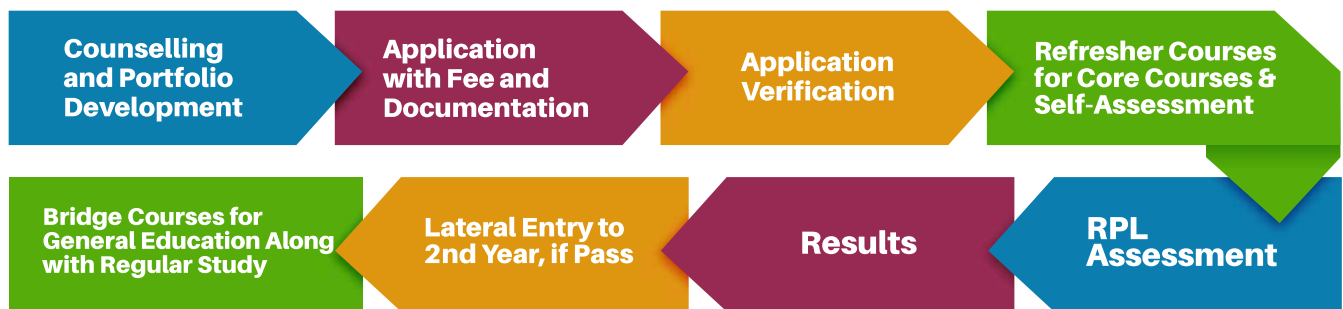 Counselling
and Portfolio
Development
Application
with Fee and
Documentation
Application
Verification
Refresher Courses
for Core Courses &
Self-Assessment
RPL
Assessment
Results
Lateral Entry to
2nd Year, if Pass
Bridge Courses for
General Education Along
with Regular Study